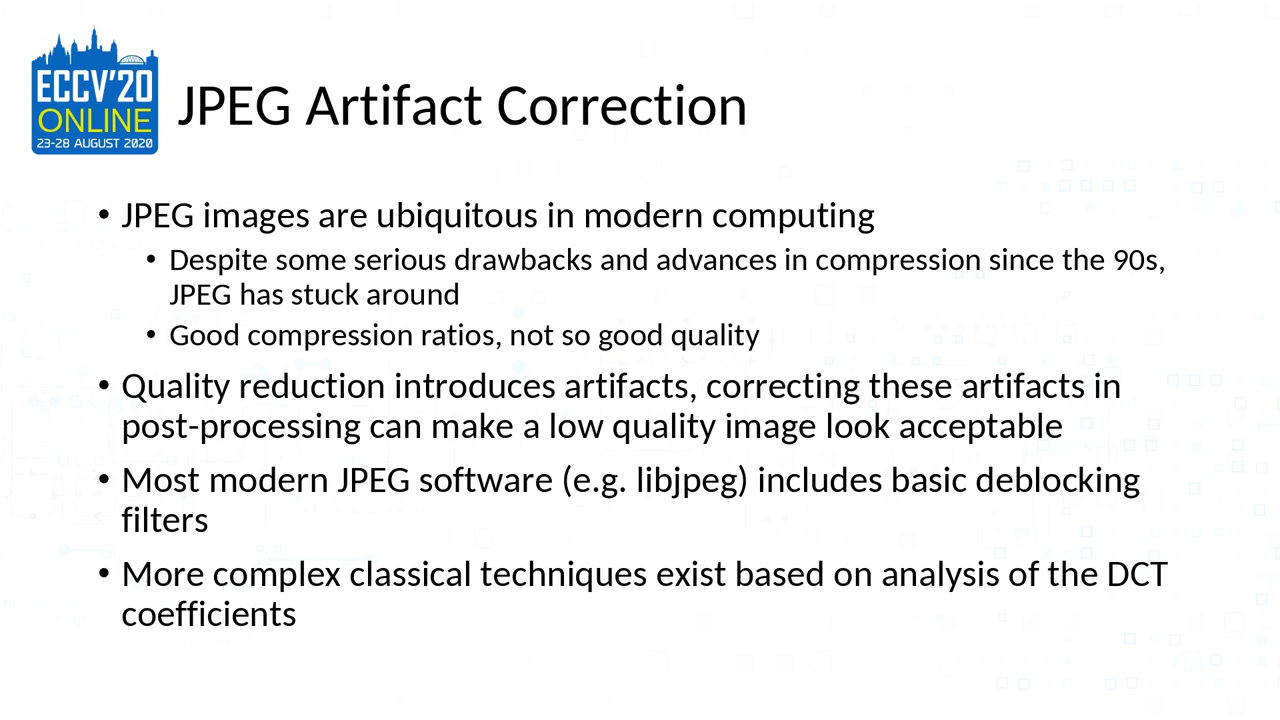 ECCV'20
ONLINE
23-28 AUGUST 2020
JPEG Artifact Correction
• JPEG images are ubiquitous in modern computing
• Despite some serious drawbacks and advances in compression since the 90s,
JPEG has stuck around
• Good compression ratios, not so good quality
• Quality reduction introduces artifacts, correcting these artifacts in
post-processing can make a low quality image look acceptable
• Most modern JPEG software (e.g. libjpeg) includes basic deblocking
filters
• More complex classical techniques exist based on analysis of the DCT
coefficients